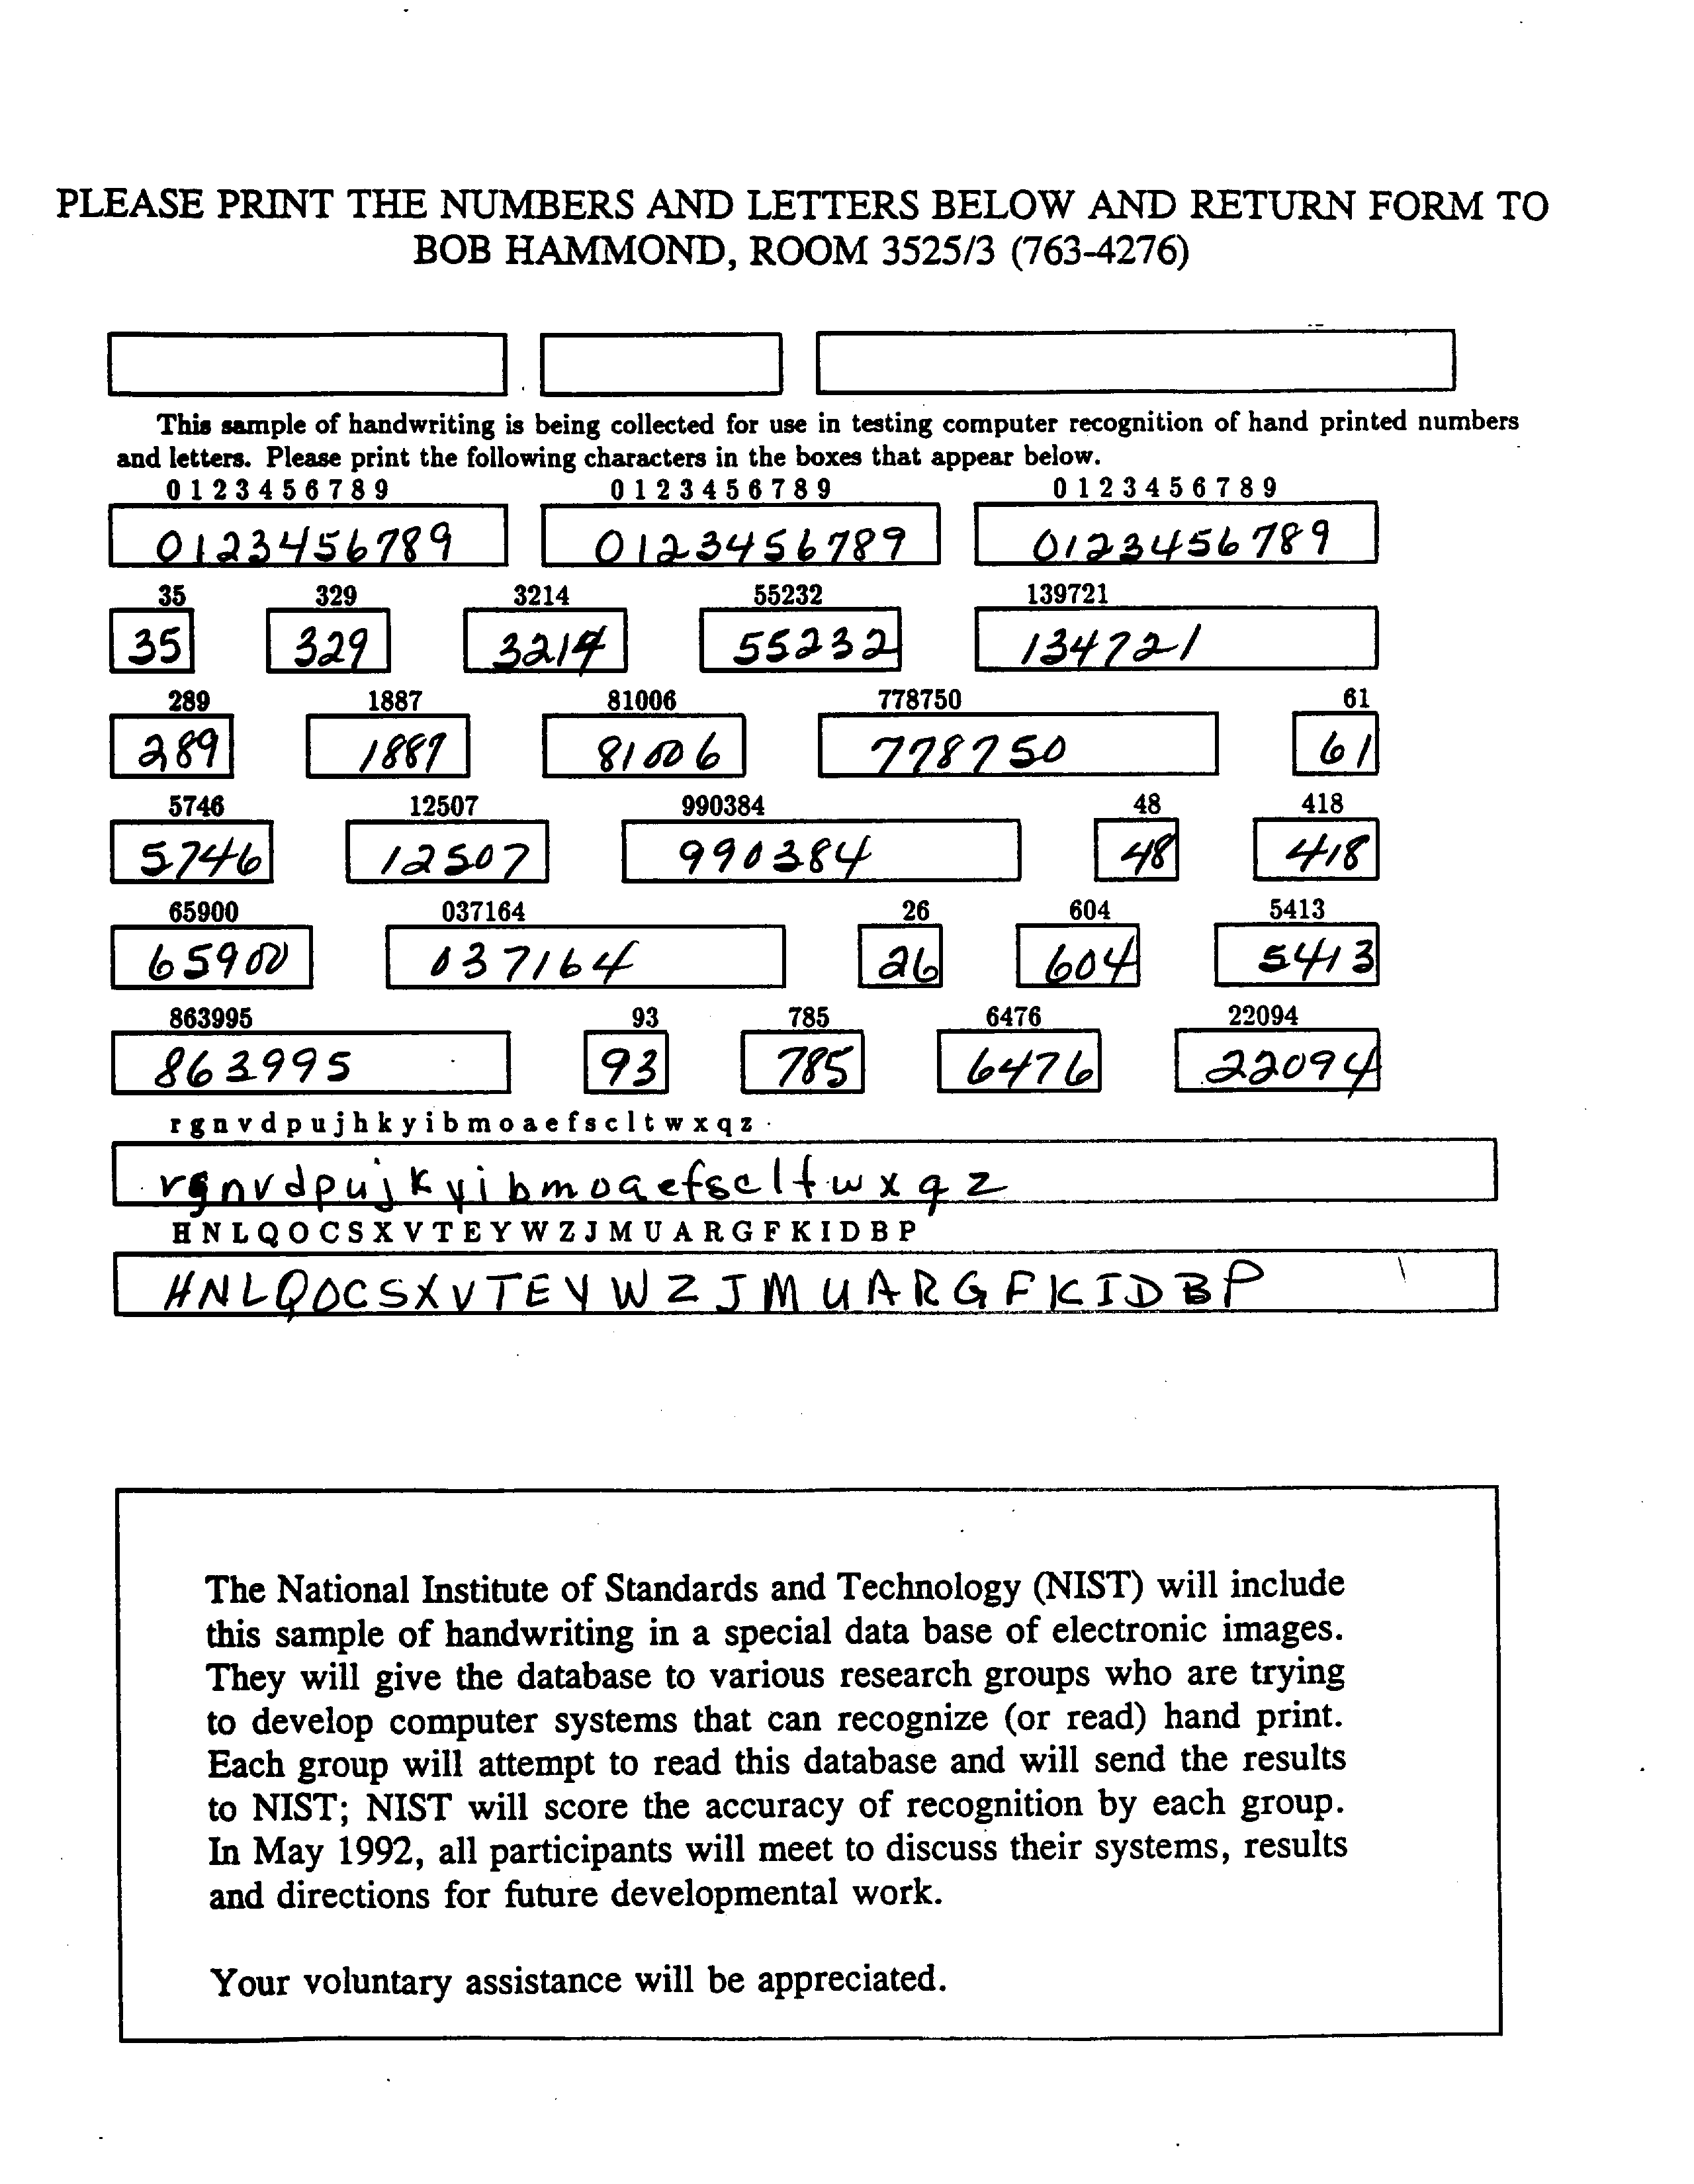 PLEASE PRINT THE NUMBERS AND LETTERS BELOW AND RETURN FORM TO
BOB HAMMOND, ROOM 3525/3 (763-4276)
This sample of handwriting is being collected for use in testing computer recognition of hand printed numbers
and letters. Please print the following characters in the boxes that appear below.
0 1 2 3 4 5 6 7 8 9 0 1 2 3 4 5 6 7 8 9 0 1 2 3 4 5 6 7 8 9
0123456789 0123456789 0123456789
35 329 3214 55232 139721
35 329 3214 55232 134721
289 1887 81006 778750 61
289 1887 81006 778750 61
5746 12507 990384 48 418
5746 12507 990384 48 418
65900 037164 26 604 5413
65900 037164 26 604 5413
863995 93 785 6476 22094
863995 93 785 6476 22094
r g n v d p u j h k y i b m o a e f s c l t w x q z
rgnvdpujkyibmoaefscltwxqz
H N L Q O C S X V T E Y W Z J M U A R G F K I D B P
HNLQOCSXVTEYWZJMUARGFKIDBP
The National Institute of Standards and Technology (NIST) will include
this sample of handwriting in a special data base of electronic images.
They will give the database to various research groups who are trying
to develop computer systems that can recognize (or read) hand print.
Each group will attempt to read this database and will send the results
to NIST; NIST will score the accuracy of recognition by each group.
In May 1992, all participants will meet to discuss their systems, results
and directions for future developmental work.
Your voluntary assistance will be appreciated.